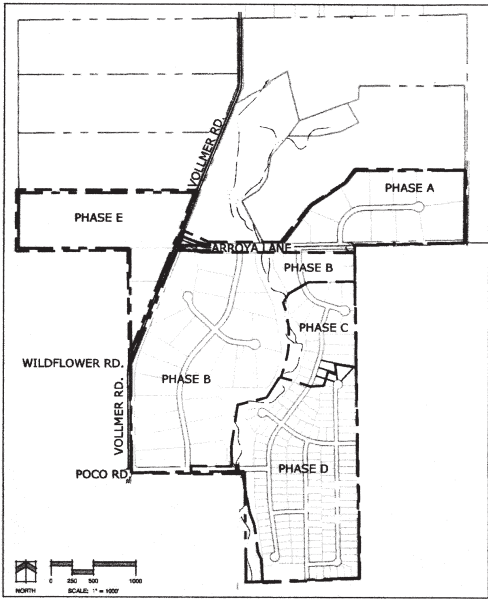 VOLLMER RD.
PHASE A
PHASE E
ARROYA LANE
PHASE B
PHASE C
WILDFLOWER RD.
PHASE B
VOLLMER RD.
POCO RD
PHASE D
NORTH
0 250 500 1000
SCALE: 1" = 1000'